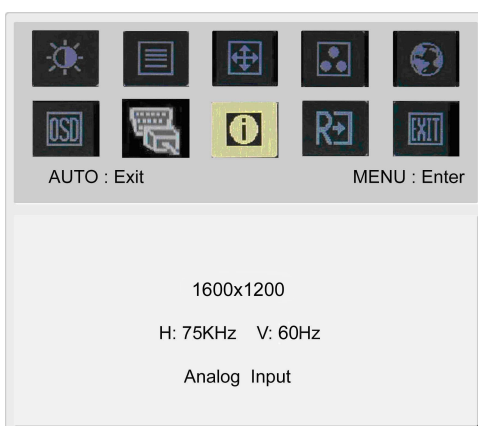 OSD
i
R
EXIT
AUTO : Exit MENU : Enter
1600x1200
H: 75KHz V: 60Hz
Analog Input